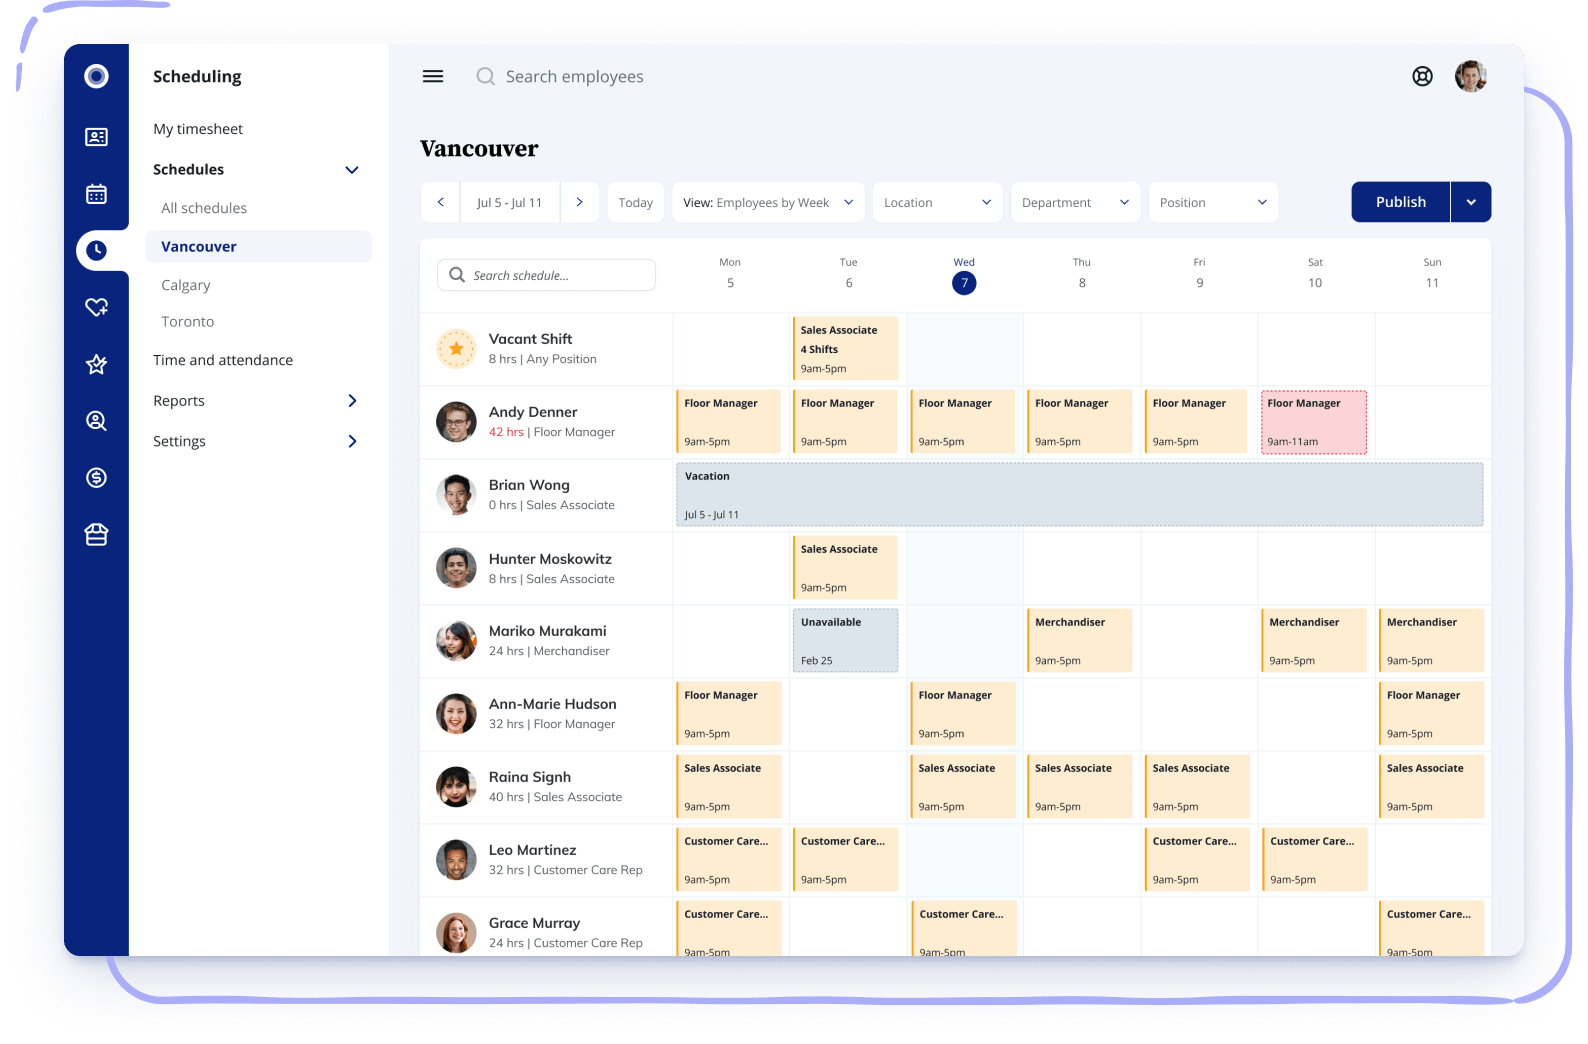 Scheduling
My timesheet
Schedules
All schedules
Vancouver
Calgary
Toronto
Time and attendance
Reports
Settings
Search employees
Vancouver
Jul 5 - Jul 11
Today
View: Employees by Week
Location
Department
Position
Publish
Search schedule...
Mon Tue Wed Thu Fri Sat Sun
5 6 7 8 9 10 11
Vacant Shift
8 hrs | Any Position
Sales Associate
4 Shifts
9am-5pm
Andy Denner
42 hrs | Floor Manager
Floor Manager Floor Manager Floor Manager Floor Manager Floor Manager Floor Manager
9am-5pm 9am-5pm 9am-5pm 9am-5pm 9am-5pm 9am-11am
Brian Wong
0 hrs | Sales Associate
Vacation
Jul 5 - Jul 11
Hunter Moskowitz
8 hrs | Sales Associate
Sales Associate
9am-5pm
Mariko Murakami
24 hrs | Merchandiser
Unavailable Merchandiser Merchandiser Merchandiser
Feb 25 9am-5pm 9am-5pm 9am-5pm
Ann-Marie Hudson
32 hrs | Floor Manager
Floor Manager Floor Manager Floor Manager
9am-5pm 9am-5pm 9am-5pm
Raina Signh
40 hrs | Sales Associate
Sales Associate Sales Associate Sales Associate Sales Associate Sales Associate
9am-5pm 9am-5pm 9am-5pm 9am-5pm 9am-5pm
Leo Martinez
32 hrs | Customer Care Rep
Customer Care... Customer Care... Customer Care... Customer Care...
9am-5pm 9am-5pm 9am-5pm 9am-5pm
Grace Murray
24 hrs | Customer Care Rep
Customer Care... Customer Care... Customer Care...
9am-5pm 9am-5pm 9am-5pm